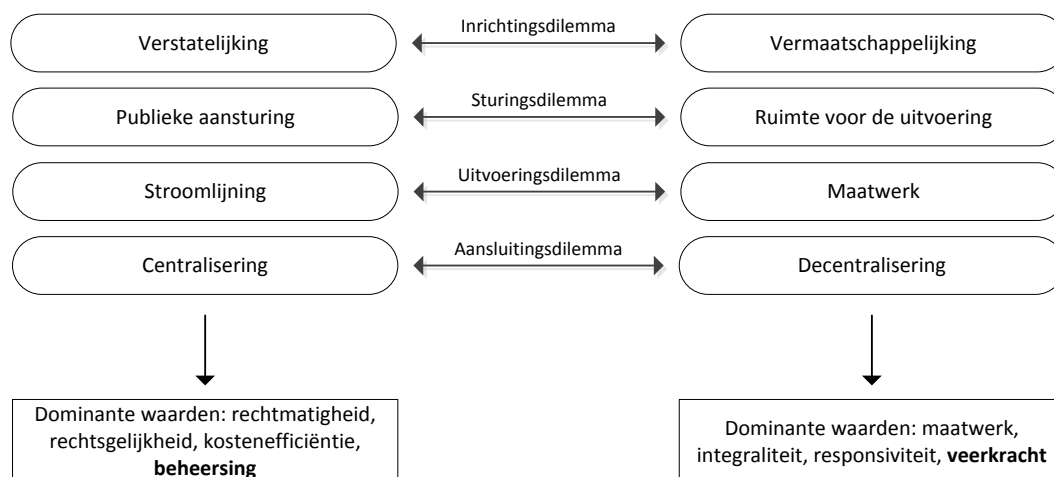 Verstatelijking
Inrichtingsdilemma
Vermaatschappelijking
Publieke aansturing
Sturingsdilemma
Ruimte voor de uitvoering
Stroomlijning
Uitvoeringsdilemma
Maatwerk
Centralisering
Aansluitingsdilemma
Decentralisering
Dominante waarden: rechtmatigheid,
rechtsgelijkheid, kostenefficiëntie,
beheersing
Dominante waarden: maatwerk,
integraliteit, responsiviteit, veerkracht